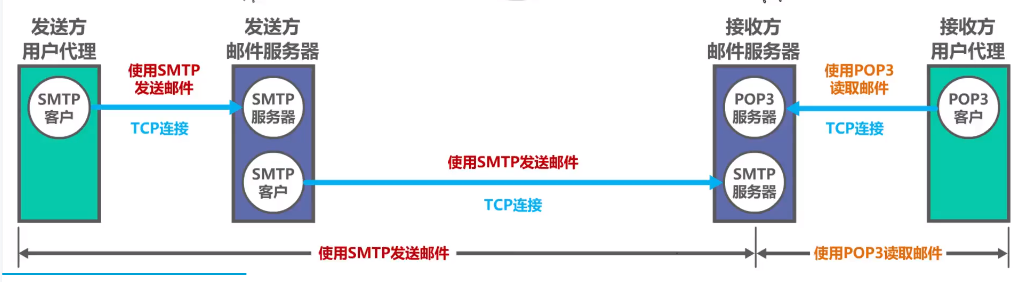 发送方
用户代理
发送方
邮件服务器
接收方
邮件服务器
接收方
用户代理
使用SMTP
发送邮件
使用POP3
读取邮件
SMTP
客户
SMTP
服务器
POP3
服务器
POP3
客户
TCP连接
TCP连接
使用SMTP发送邮件
SMTP
客户
SMTP
服务器
TCP连接
使用SMTP发送邮件
使用POP3读取邮件